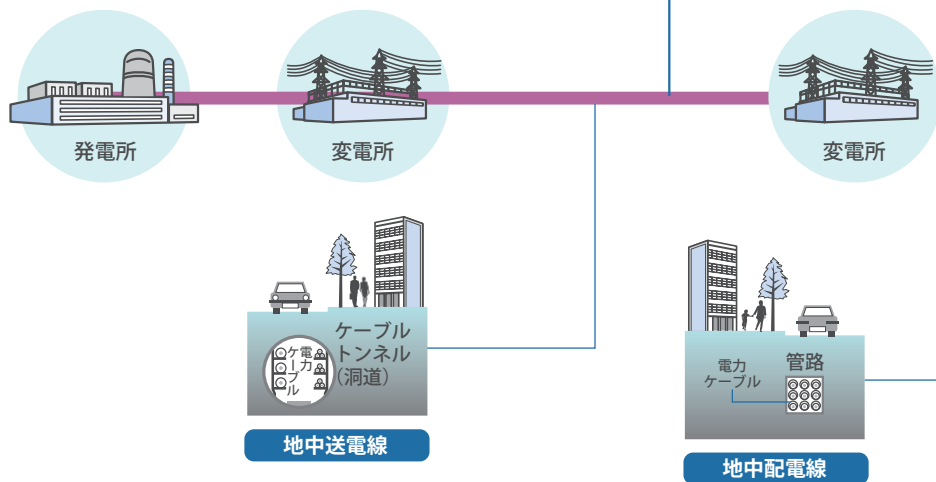 発電所
変電所
変電所
ケーブル
トンネル
(洞道)
電力
ケーブル
地中送電線
電力
ケーブル
管路
地中配電線